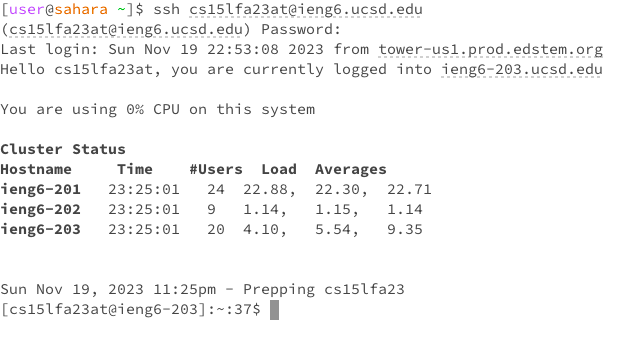 [user@sahara ~]$ ssh cs15lfa23at@ieng6.ucsd.edu
(cs15lfa23at@ieng6.ucsd.edu) Password:
Last login: Sun Nov 19 22:53:08 2023 from tower-us1.prod.edstem.org
Hello cs15lfa23at, you are currently logged into ieng6-203.ucsd.edu
You are using 0% CPU on this system
Cluster Status
Hostname     Time    #Users  Load  Averages
ieng6-201   23:25:01   24  22.88,  22.30,  22.71
ieng6-202   23:25:01   9   1.14,   1.15,   1.14
ieng6-203   23:25:01   20  4.10,   5.54,   9.35
Sun Nov 19, 2023 11:25pm - Prepping cs15lfa23
[cs15lfa23at@ieng6-203]:~:37$